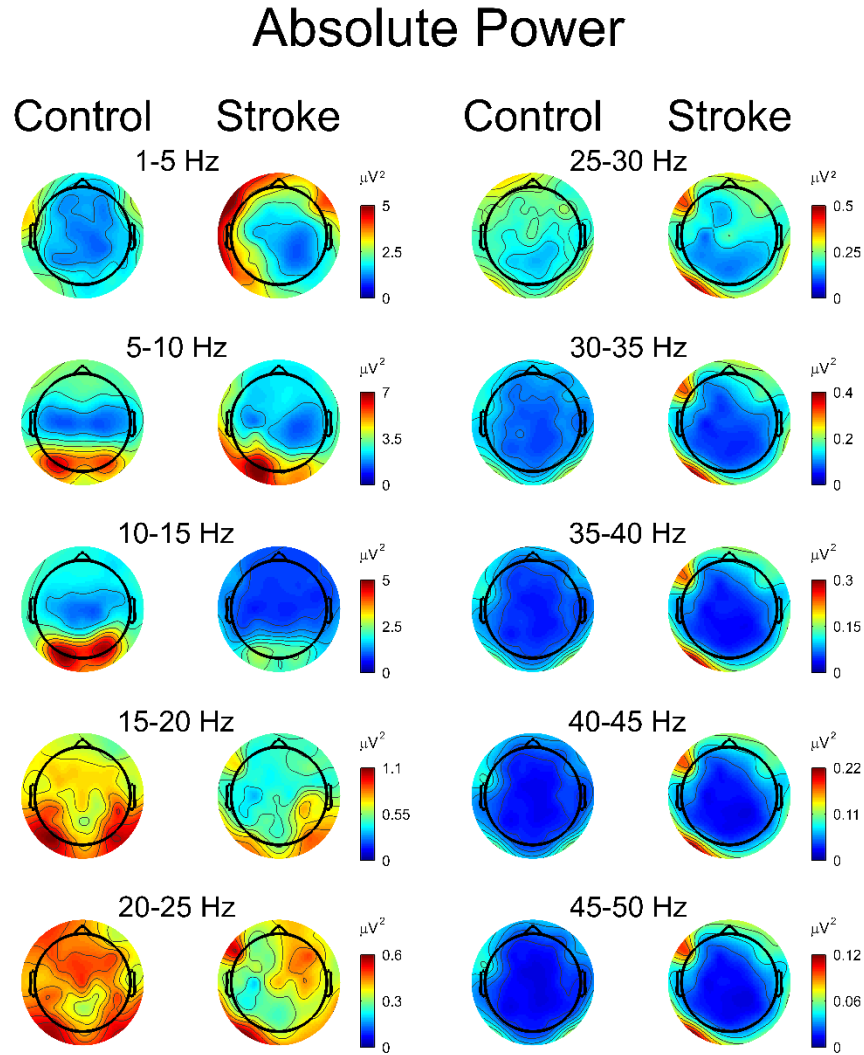 Absolute Power
Control Stroke Control Stroke
1-5 Hz
μV²
5
2.5
0
25-30 Hz
μV²
0.5
0.25
0
5-10 Hz
μV²
7
3.5
0
30-35 Hz
μV²
0.4
0.2
0
10-15 Hz
μV²
5
2.5
0
35-40 Hz
μV²
0.3
0.15
0
15-20 Hz
μV²
1.1
0.55
0
40-45 Hz
μV²
0.22
0.11
0
20-25 Hz
μV²
0.6
0.3
0
45-50 Hz
μV²
0.12
0.06
0